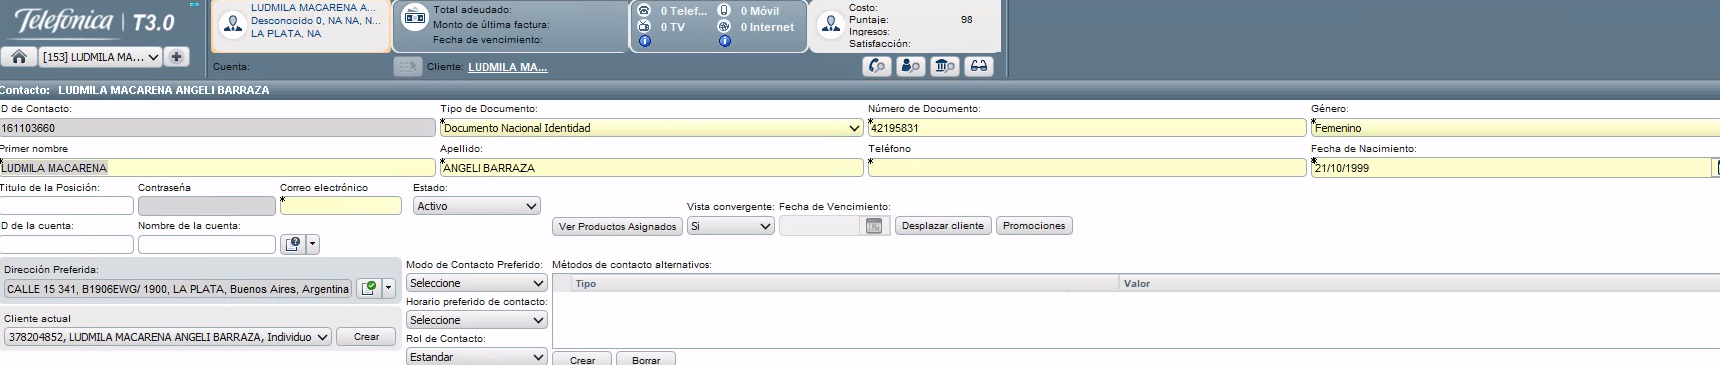 Telefónica | T3.0
LUDMILA MACARENA A...
Desconocido 0, NA NA, N...
LA PLATA, NA
Total adeudado:
Monto de última factura:
Fecha de vencimiento:
0 Telef... 0 Móvil
0 TV 0 Internet
Costo:
Puntaje: 98
Ingresos:
Satisfacción:
[153] LUDMILA MA...
Cuenta: Cliente: LUDMILA MA...
Contacto: LUDMILA MACARENA ANGELI BARRAZA
D de Contacto: Tipo de Documento: Número de Documento: Género:
161103660 *Documento Nacional Identidad *42195831 *Femenino
Primer nombre Apellido: Teléfono Fecha de Nacimiento:
*LUDMILA MACARENA *ANGELI BARRAZA * *21/10/1999
Título de la Posición: Contraseña Correo electrónico Estado:
* Activo
Vista convergente: Fecha de Vencimiento:
D de la cuenta: Nombre de la cuenta: Ver Productos Asignados Si Desplazar cliente Promociones
Dirección Preferida: Modo de Contacto Preferido: Métodos de contacto alternativos:
CALLE 15 341, B1906EWG/ 1900, LA PLATA, Buenos Aires, Argentina Seleccione Tipo Valor
Horario preferido de contacto:
Cliente actual Seleccione
378204852, LUDMILA MACARENA ANGELI BARRAZA, Individuo Crear Rol de Contacto:
Estandar Crear Borrar